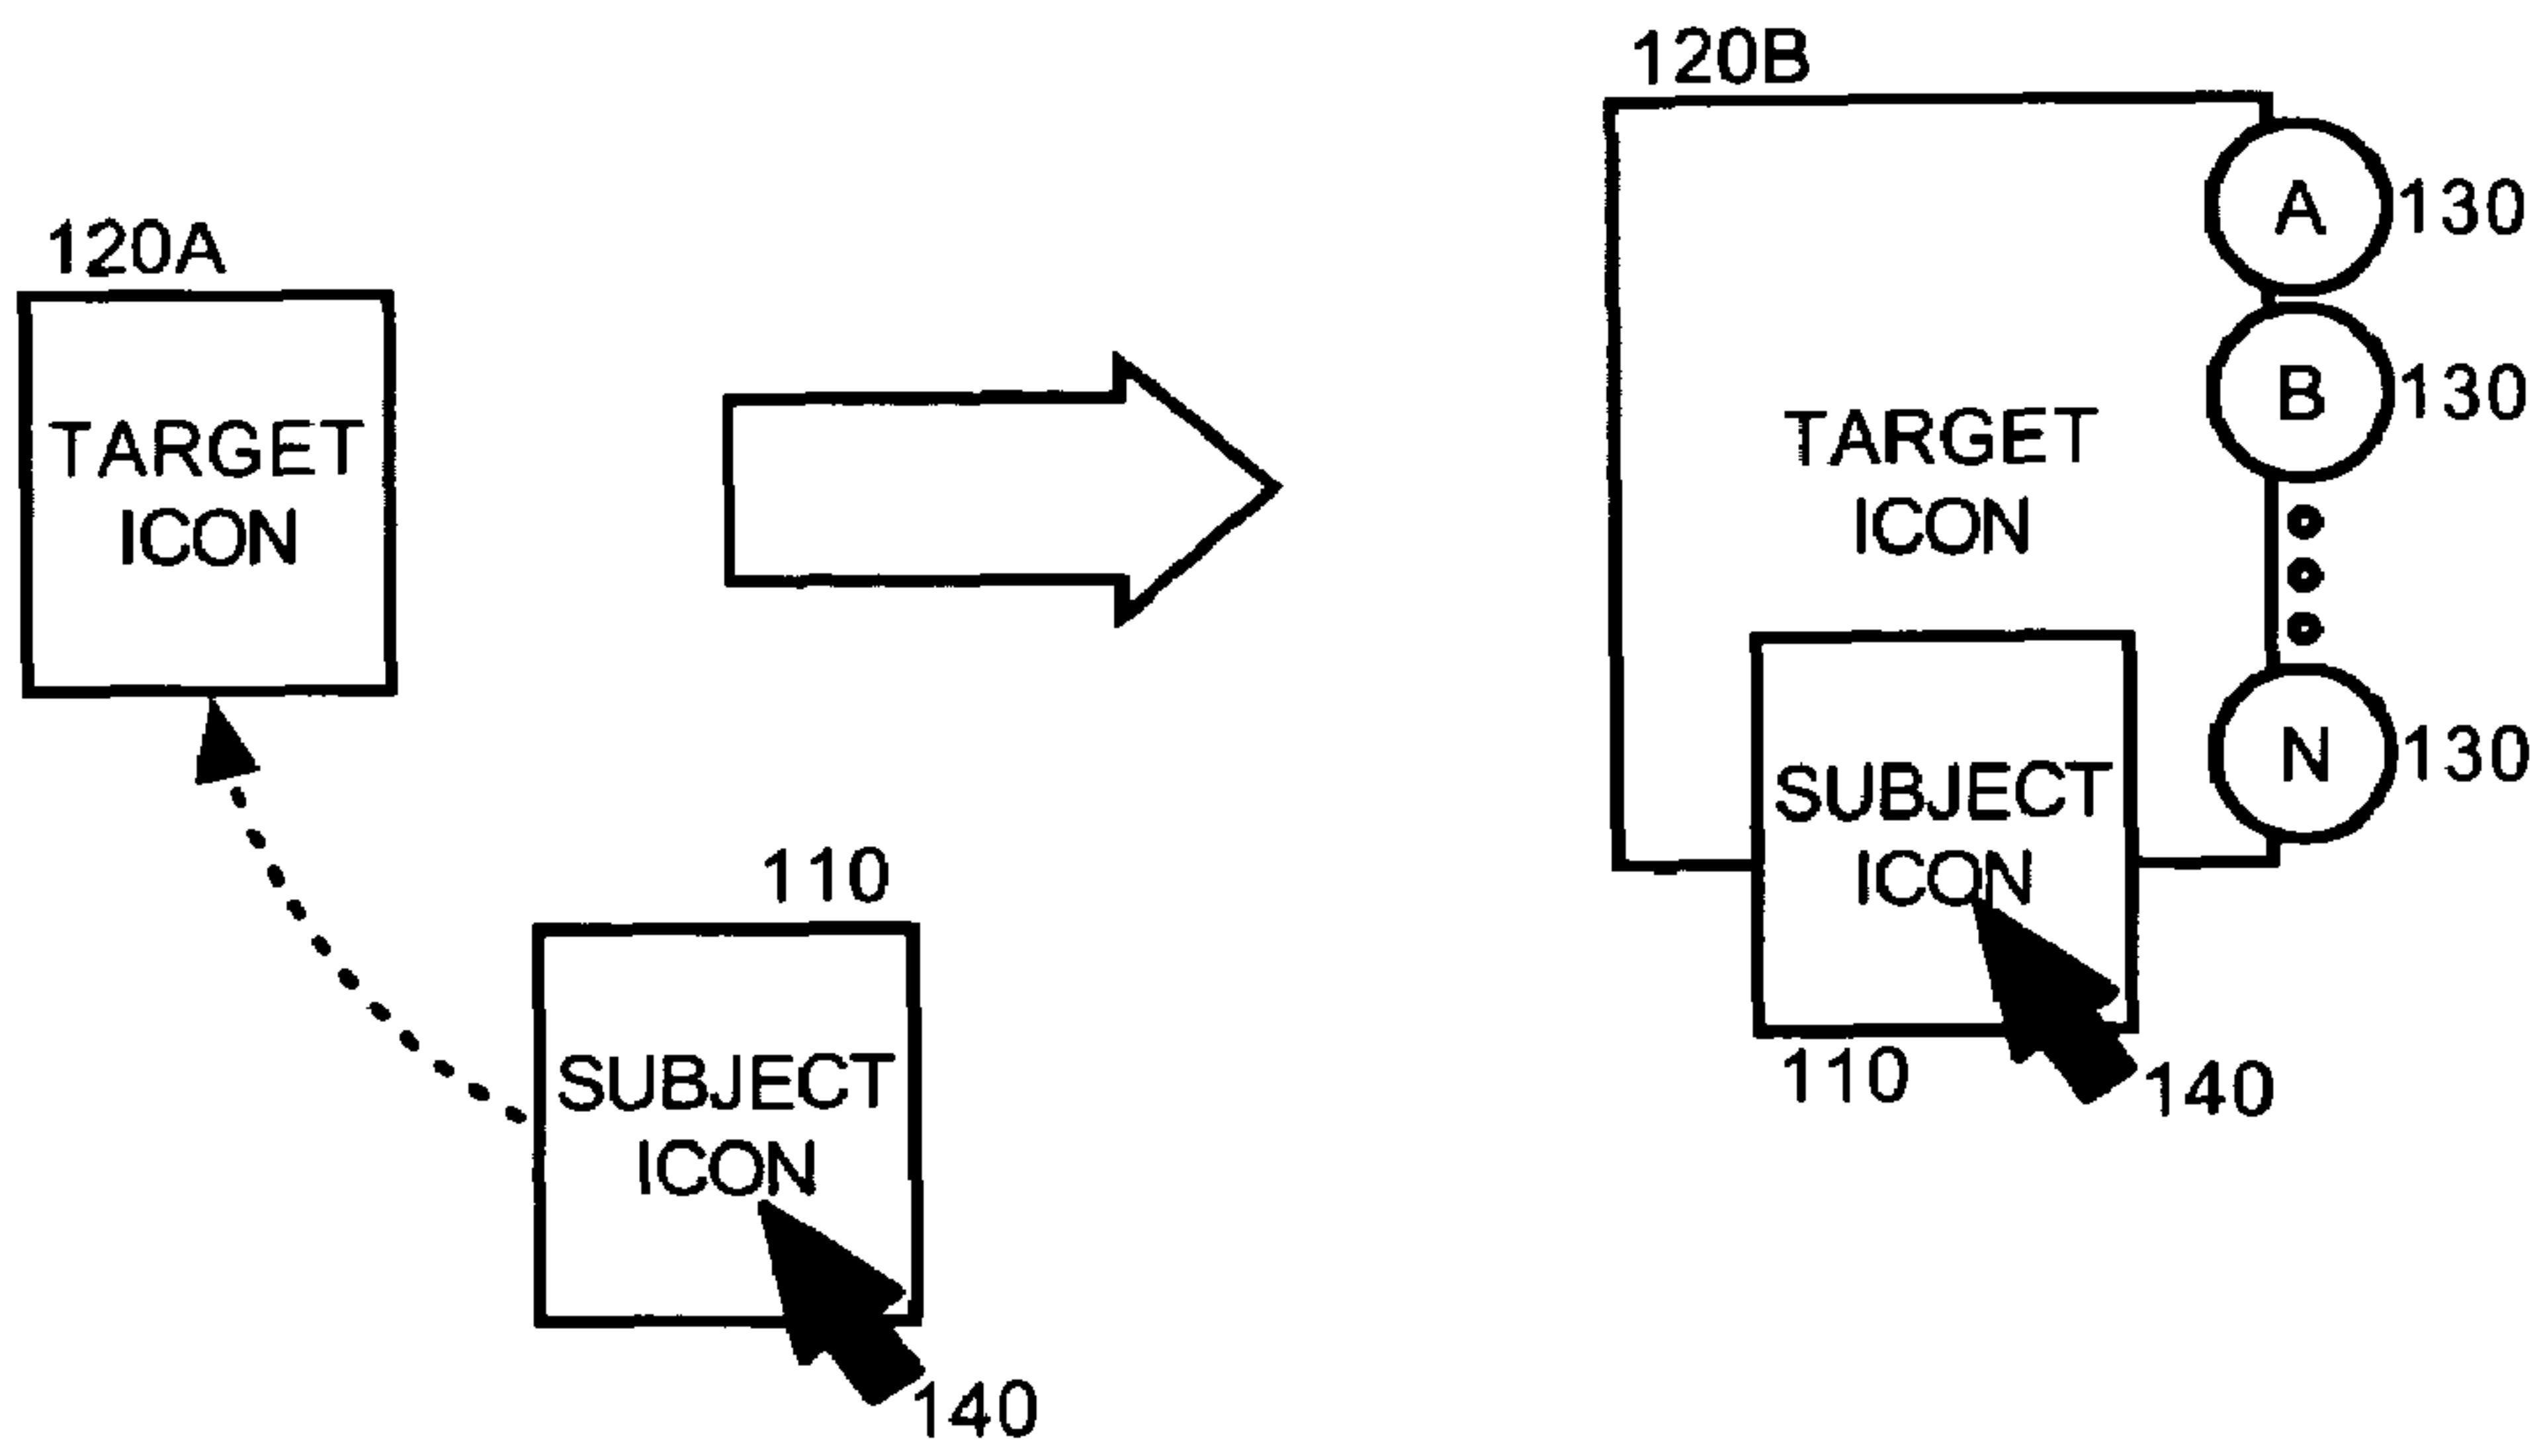 120A
TARGET
ICON
110
SUBJECT
ICON
140
120B
A 130
B 130
TARGET
ICON
N 130
SUBJECT
ICON
110
140